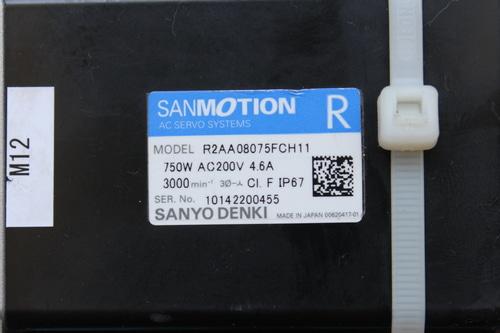 SANMOTION R
AC SERVO SYSTEMS
MODEL R2AA08075FCH11
750W AC200V 4.6A
3000min⁻¹ 3Ø-⅄ CI. F IP67
SER. No. 10142200455
SANYO DENKI
MADE IN JAPAN 00620417-01
M12